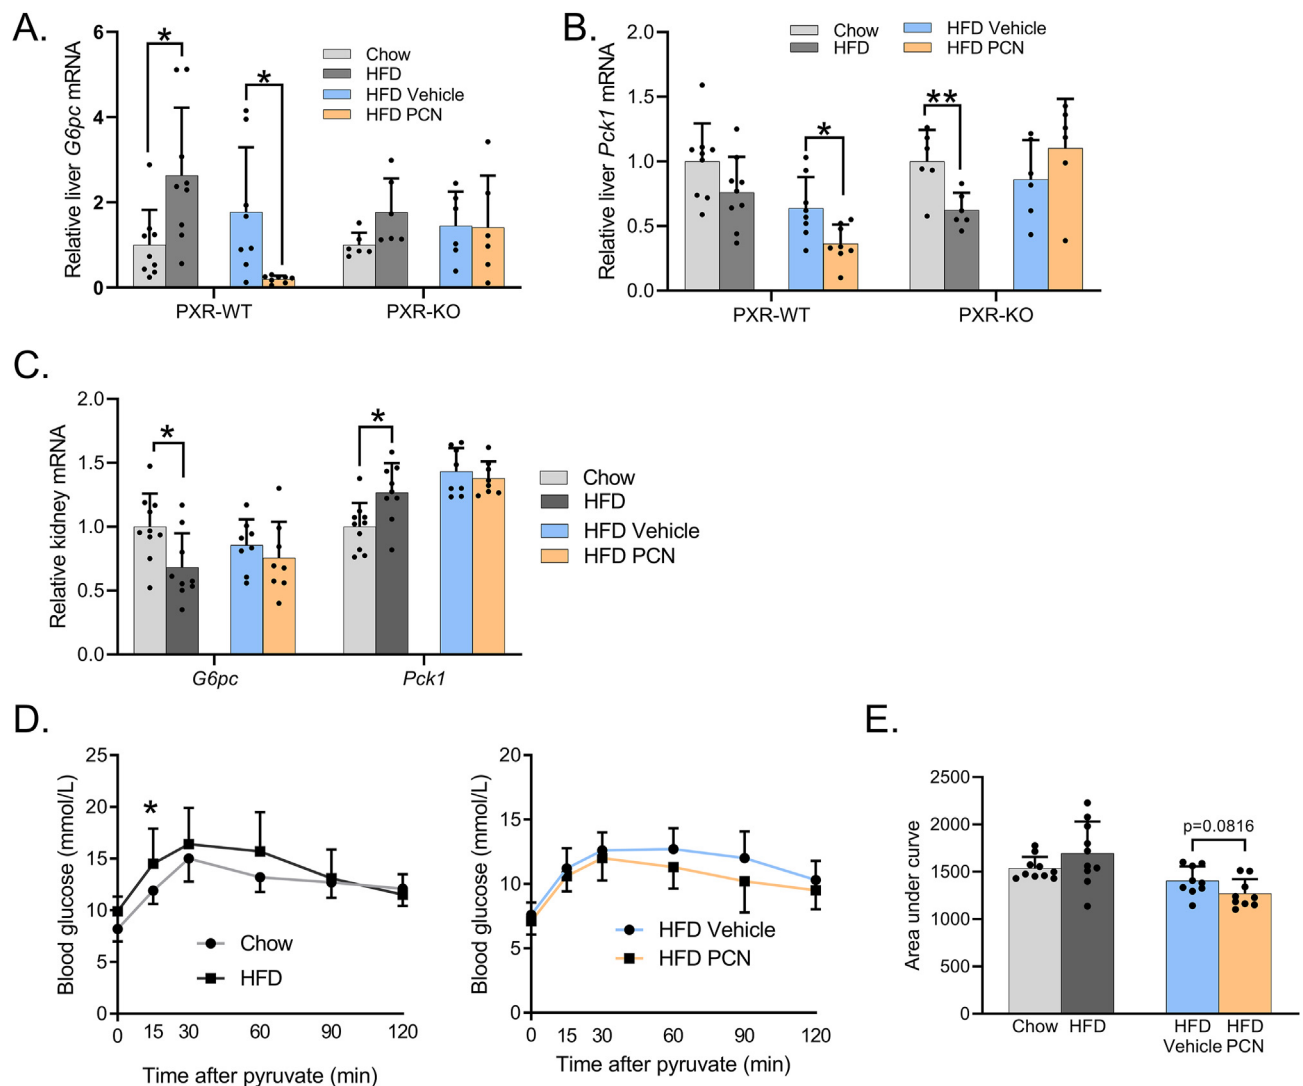 A.
Relative liver G6pc mRNA
6
4
2
0
*
*
Chow
HFD
HFD Vehicle
HFD PCN
PXR-WT
PXR-KO
B.
Relative liver Pck1 mRNA
2.0
1.5
1.0
0.5
0.0
Chow
HFD
HFD Vehicle
HFD PCN
*
**
PXR-WT
PXR-KO
C.
Relative kidney mRNA
2.0
1.5
1.0
0.5
0.0
*
*
Chow
HFD
HFD Vehicle
HFD PCN
G6pc
Pck1
D.
Blood glucose (mmol/L)
25
20
15
10
5
0
*
Chow
HFD
0 15 30 60 90 120
Time after pyruvate (min)
Blood glucose (mmol/L)
20
15
10
5
0
HFD Vehicle
HFD PCN
0 15 30 60 90 120
Time after pyruvate (min)
E.
Area under curve
2500
2000
1500
1000
500
0
p=0.0816
Chow HFD
HFD HFD
Vehicle PCN